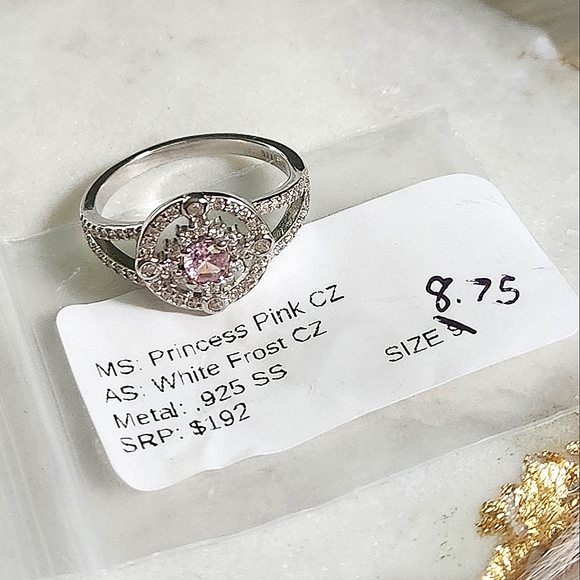 MS: Princess Pink CZ
AS: White Frost CZ
Metal: .925 SS
SRP: $192
8.75
SIZE 9